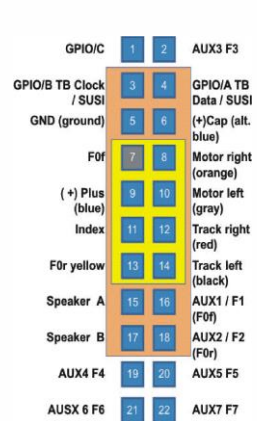 GPIO/C 1 2 AUX3 F3
GPIO/B TB Clock 3 4 GPIO/A TB
/ SUSI Data / SUSI
GND (ground) 5 6 (+)Cap (alt.
blue)
F0f 7 8 Motor right
(orange)
(+) Plus 9 10 Motor left
(blue) (gray)
Index 11 12 Track right
(red)
F0r yellow 13 14 Track left
(black)
Speaker A 15 16 AUX1 / F1
(F0f)
Speaker B 17 18 AUX2 / F2
(F0r)
AUX4 F4 19 20 AUX5 F5
AUSX 6 F6 21 22 AUX7 F7